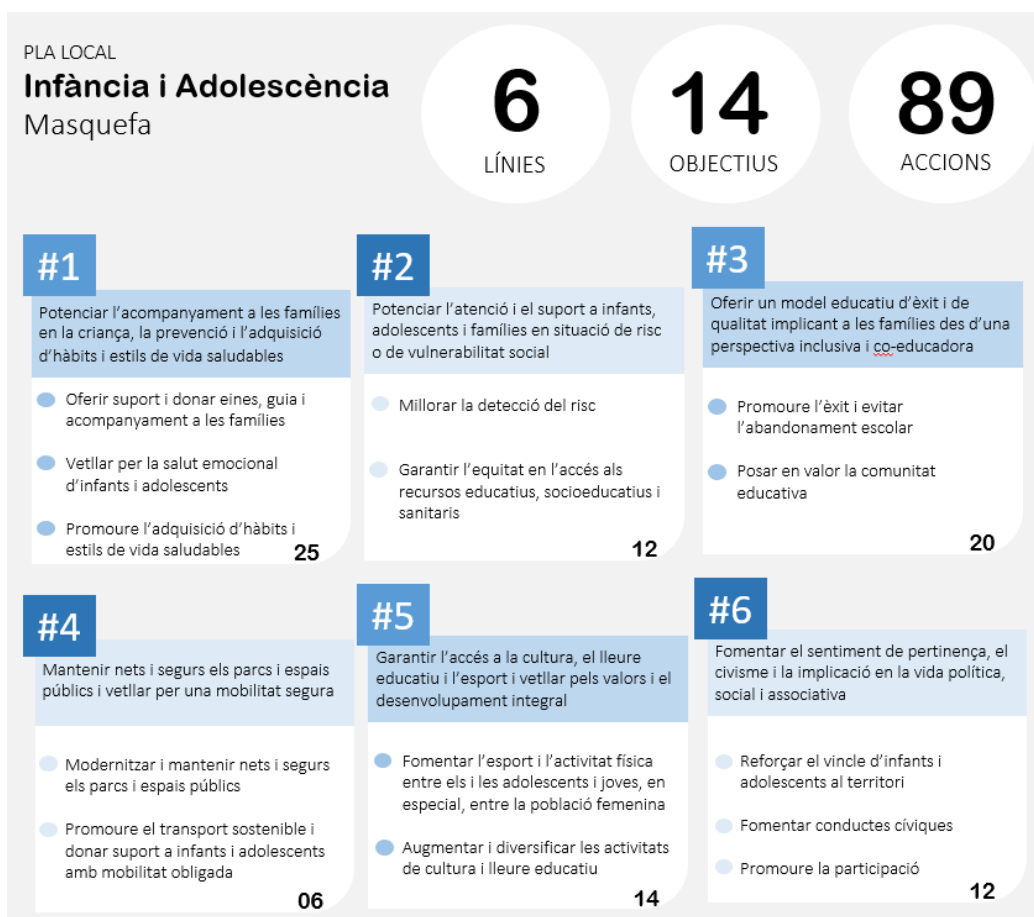 PLA LOCAL
Infància i Adolescència
Masquefa
6
LÍNIES
14
OBJECTIUS
89
ACCIONS
#1
Potenciar l’acompanyament a les famílies
en la criança, la prevenció i l’adquisició
d’hàbits i estils de vida saludables
Oferir suport i donar eines, guia i
acompanyament a les famílies
Vetllar per la salut emocional
d’infants i adolescents
Promoure l’adquisició d’hàbits i
estils de vida saludables
25
#2
Potenciar l’atenció i el suport a infants,
adolescents i famílies en situació de risc
o de vulnerabilitat social
Millorar la detecció del risc
Garantir l’equitat en l’accés als
recursos educatius, socioeducatius i
sanitaris
12
#3
Oferir un model educatiu d’èxit i de
qualitat implicant a les famílies des d’una
perspectiva inclusiva i co-educadora
Promoure l’èxit i evitar
l’abandonament escolar
Posar en valor la comunitat
educativa
20
#4
Mantenir nets i segurs els parcs i espais
públics i vetllar per una mobilitat segura
Modernitzar i mantenir nets i segurs
els parcs i espais públics
Promoure el transport sostenible i
donar suport a infants i adolescents
amb mobilitat obligada
06
#5
Garantir l’accés a la cultura, el lleure
educatiu i l’esport i vetllar pels valors i el
desenvolupament integral
Fomentar l’esport i l’activitat física
entre els i les adolescents i joves, en
especial, entre la població femenina
Augmentar i diversificar les activitats
de cultura i lleure educatiu
14
#6
Fomentar el sentiment de pertinença, el
civisme i la implicació en la vida política,
social i associativa
Reforçar el vincle d’infants i
adolescents al territori
Fomentar conductes cíviques
Promoure la participació
12